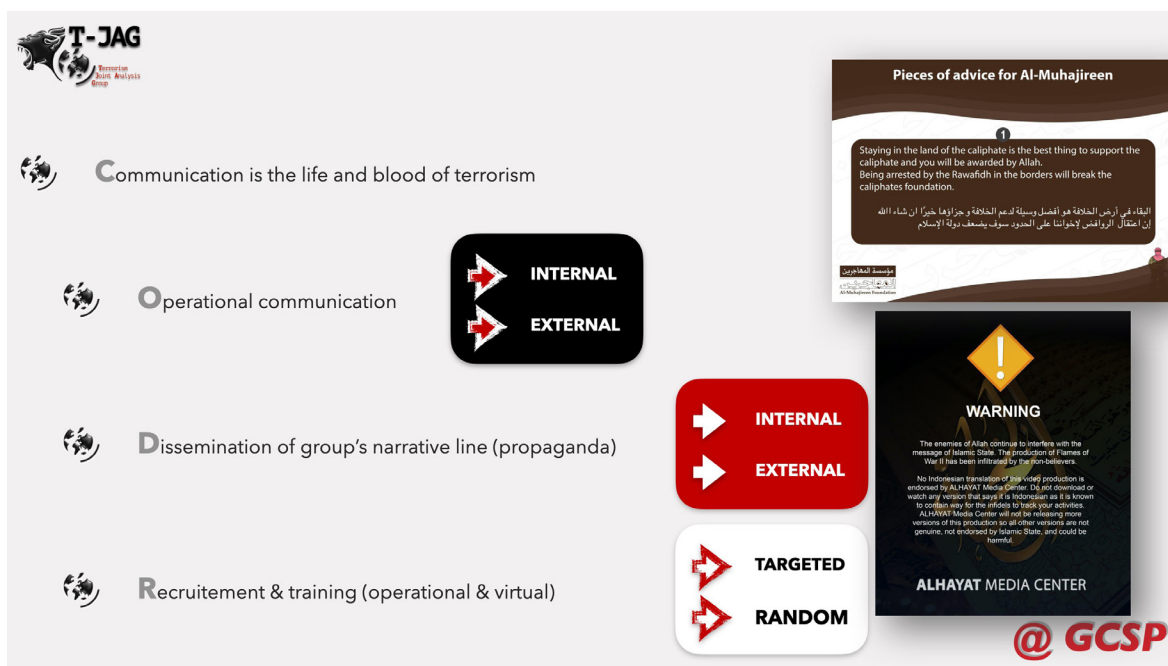 T-JAG
Terrorism
Joint Analysis
Group
Communication is the life and blood of terrorism
Operational communication
INTERNAL
EXTERNAL
Dissemination of group's narrative line (propaganda)
INTERNAL
EXTERNAL
Recruitement & training (operational & virtual)
TARGETED
RANDOM
Pieces of advice for Al-Muhajireen
1
Staying in the land of the caliphate is the best thing to support the
caliphate and you will be awarded by Allah.
Being arrested by the Rawafidh in the borders will break the
caliphates foundation.
البقاء في أرض الخلافة هو أفضل وسيلة لدعم الخلافة و جزاؤها خيرًا ان شاء االله
إن اعتقال الروافض لإخواننا على الحدود سوف يضعف دولة الإسلام
مؤسسة المهاجرين
Al-Muhajireen Foundation
WARNING
The enemies of Allah continue to interfere with the
message of Islamic State. The production of Flames of
War II has been infiltrated by the non-believers.
No Indonesian translation of this video production is
endorsed by ALHAYAT Media Center. Do not download or
watch any version that says it is Indonesian as it is known
to contain way for the infidels to track your activities.
ALHAYAT Media Center will not be releasing more
versions of this production so all other versions are not
genuine, not endorsed by Islamic State, and could be
harmful.
ALHAYAT MEDIA CENTER
@ GCSP